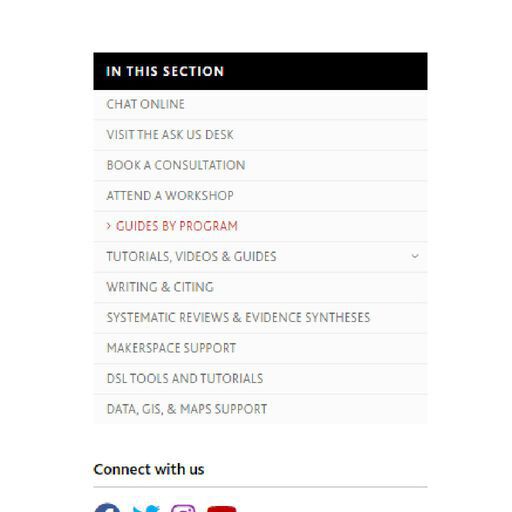 IN THIS SECTION
CHAT ONLINE
VISIT THE ASK US DESK
BOOK A CONSULTATION
ATTEND A WORKSHOP
› GUIDES BY PROGRAM
TUTORIALS, VIDEOS & GUIDES
WRITING & CITING
SYSTEMATIC REVIEWS & EVIDENCE SYNTHESES
MAKERSPACE SUPPORT
DSL TOOLS AND TUTORIALS
DATA, GIS, & MAPS SUPPORT
Connect with us